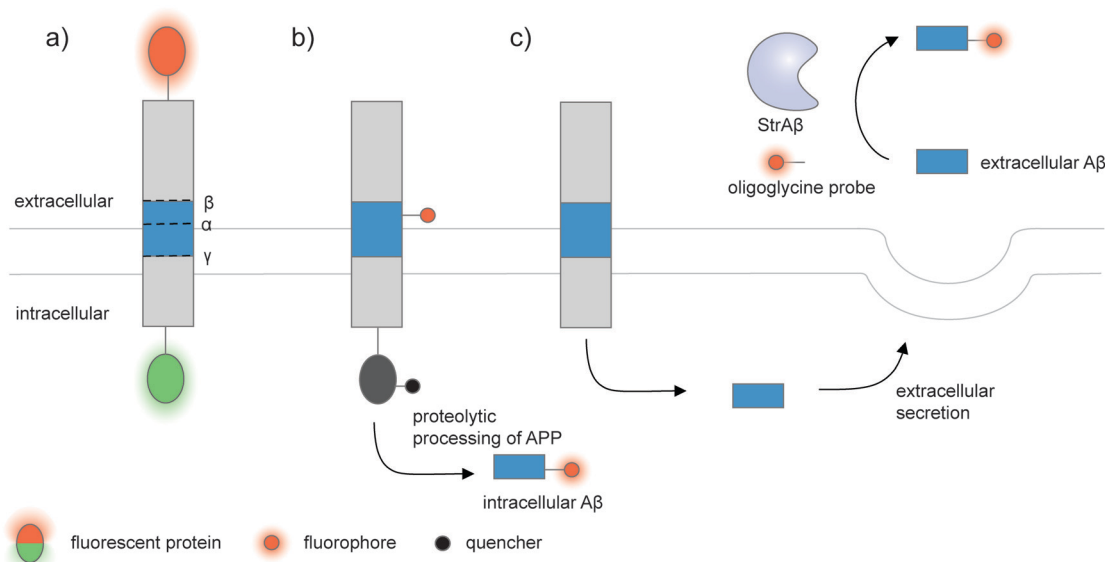 a)
b)
c)
StrAβ
oligoglycine probe
extracellular Aβ
extracellular
β
α
γ
intracellular
proteolytic
processing of APP
intracellular Aβ
extracellular
secretion
fluorescent protein
fluorophore
quencher